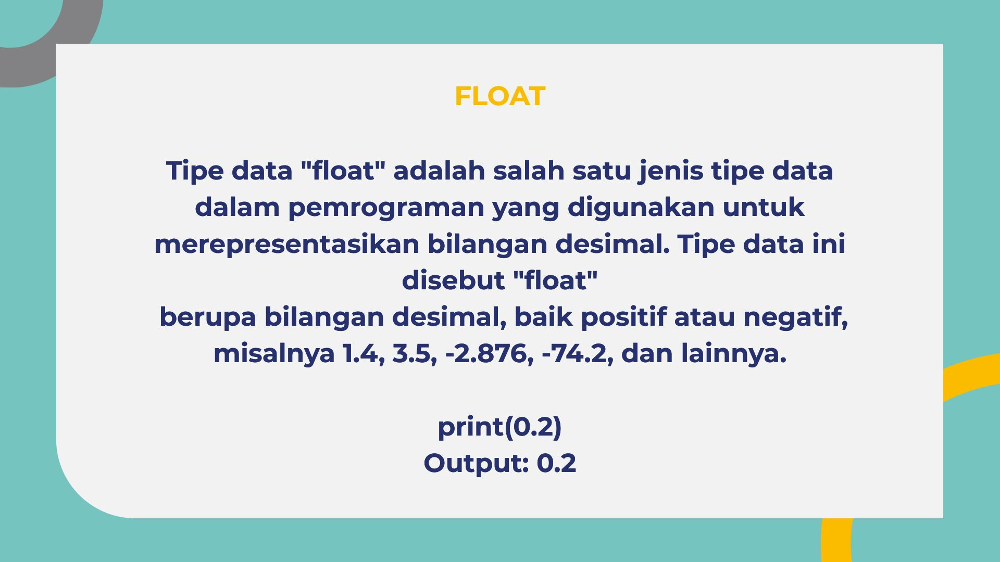 FLOAT
Tipe data "float" adalah salah satu jenis tipe data
dalam pemrograman yang digunakan untuk
merepresentasikan bilangan desimal. Tipe data ini
disebut "float"
berupa bilangan desimal, baik positif atau negatif,
misalnya 1.4, 3.5, -2.876, -74.2, dan lainnya.
print(0.2)
Output: 0.2